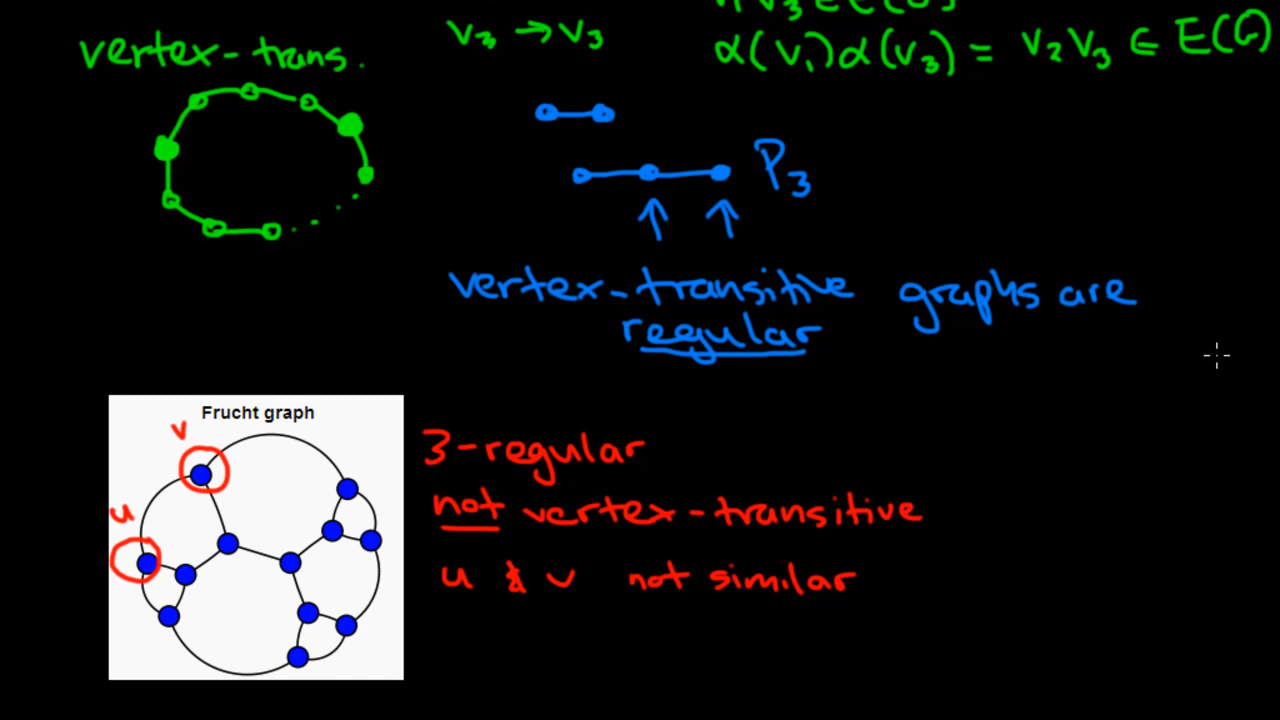 vertex-trans.
v₃ → v₃
α(v₁)α(v₃) = v₂v₃ ∈ E(G)
P₃
vertex-transitive graphs are
regular
Frucht graph
v
u
3-regular
not vertex-transitive
u & v not similar